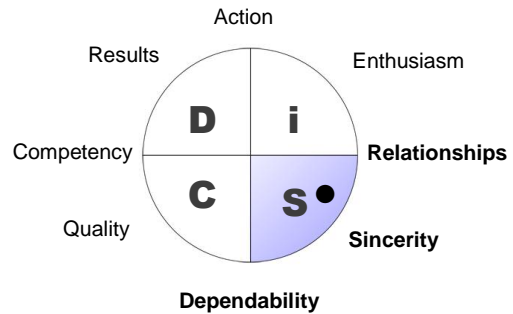 Action
Results
Enthusiasm
D i
Competency
Relationships
C S
Quality
Sincerity
Dependability